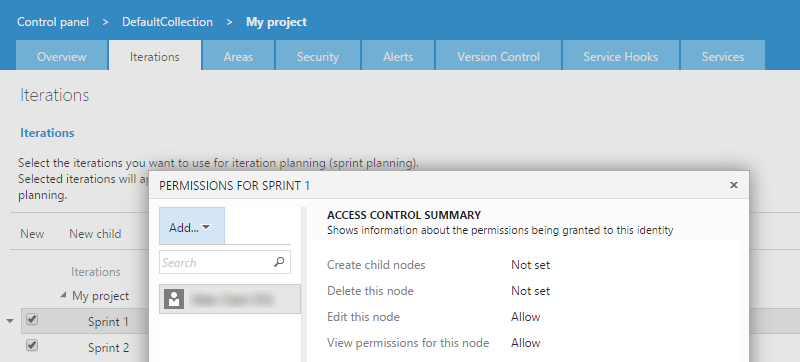 Control panel > DefaultCollection > My project
Overview Iterations Areas Security Alerts Version Control Service Hooks Services
Iterations
Iterations
Select the iterations you want to use for iteration planning (sprint planning).
Selected iterations will
planning.
New New child
Iterations
My project
Sprint 1
Sprint 2
PERMISSIONS FOR SPRINT 1 ×
Add...
Search
ACCESS CONTROL SUMMARY
Shows information about the permissions being granted to this identity
Create child nodes Not set
Delete this node Not set
Edit this node Allow
View permissions for this node Allow